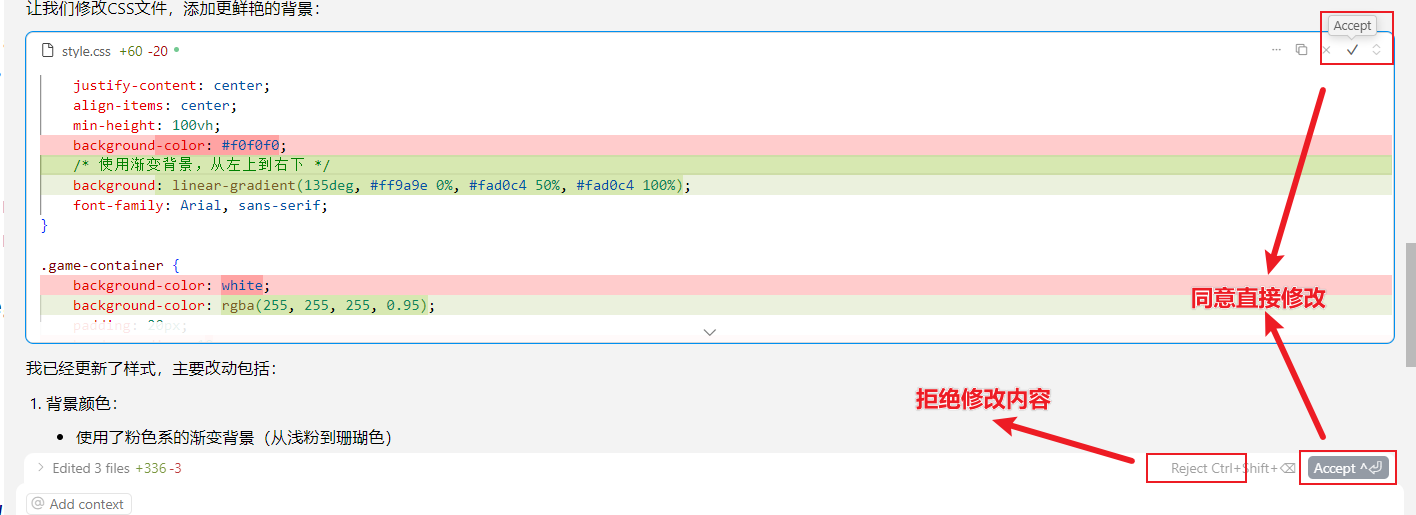 让我们修改CSS文件，添加更鲜艳的背景：
Accept
style.css +60 -20
justify-content: center;
align-items: center;
min-height: 100vh;
background-color: #f0f0f0;
/* 使用渐变背景，从左上到右下 */
background: linear-gradient(135deg, #ff9a9e 0%, #fad0c4 50%, #fad0c4 100%);
font-family: Arial, sans-serif;
}
.game-container {
background-color: white;
background-color: rgba(255, 255, 255, 0.95);
同意直接修改
padding: 20px;
我已经更新了样式，主要改动包括：
1. 背景颜色：
拒绝修改内容
• 使用了粉色系的渐变背景（从浅粉到珊瑚色）
Edited 3 files +336 -3
Reject Ctrl+Shift+⌫
Accept ^⏎
@ Add context